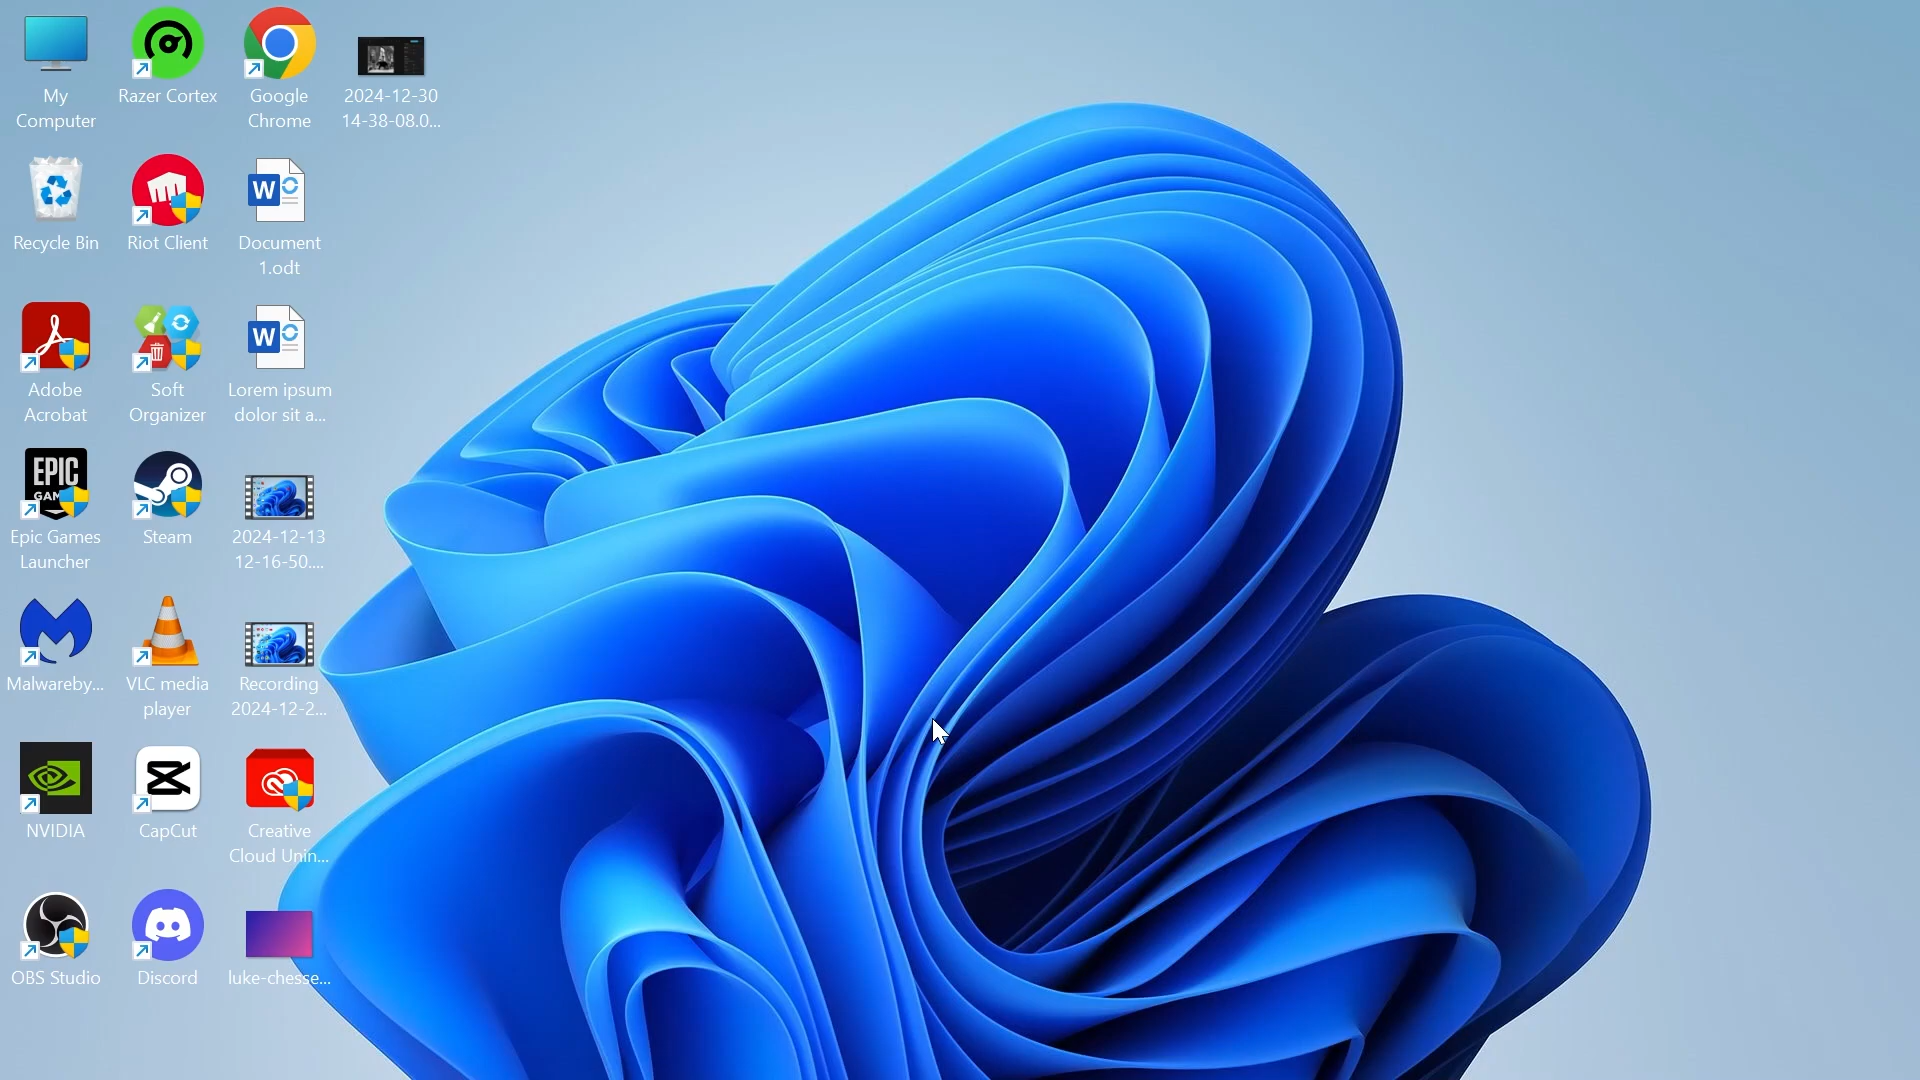 My
Computer
Recycle Bin
Adobe
Acrobat
EPIC
GAM
Epic Games
Launcher
Malwareby...
NVIDIA
OBS Studio
Razer Cortex
Riot Client
Soft
Organizer
Steam
VLC media
player
CapCut
Discord
Google
Chrome
W
Document
1.odt
W
Lorem ipsum
dolor sit a...
2024-12-13
12-16-50....
Recording
2024-12-2...
Creative
Cloud Unin...
luke-chesse...
2024-12-30
14-38-08.0...